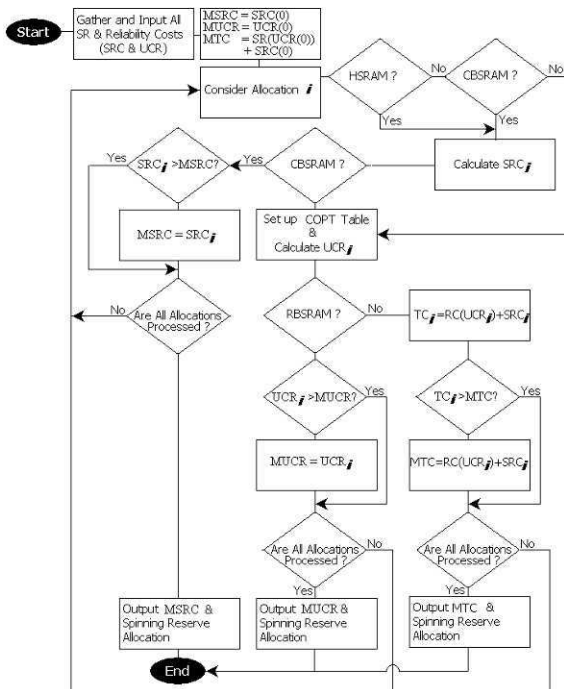 Start
Gather and Input All
SR & Reliability Costs
(SRC & UCR)
MSRC = SRC(0)
MUCR = UCR(0)
MTC = SR(UCR(0))
+ SRC(0)
Consider Allocation i
HSRAM ?
No
CBSRAM ?
No
Yes
Yes
Calculate SRCi
CBSRAM ?
Yes
SRCi >MSRC?
Yes
MSRC = SRCi
Set up COPT Table
&
Calculate UCRi
No
Are All Allocations
Processed ?
RBSRAM ?
No
TCi=RC(UCRi)+SRCi
UCRi >MUCR?
Yes
TCi>MTC?
Yes
MUCR = UCRi
MTC=RC(UCRi)+SRCi
Are All Allocations
Processed ?
No
Yes
Are All Allocations
Processed ?
No
Yes
Output MSRC &
Spinning Reserve
Allocation
Output MUCR &
Spinning Reserve
Allocation
Output MTC &
Spinning Reserve
Allocation
End